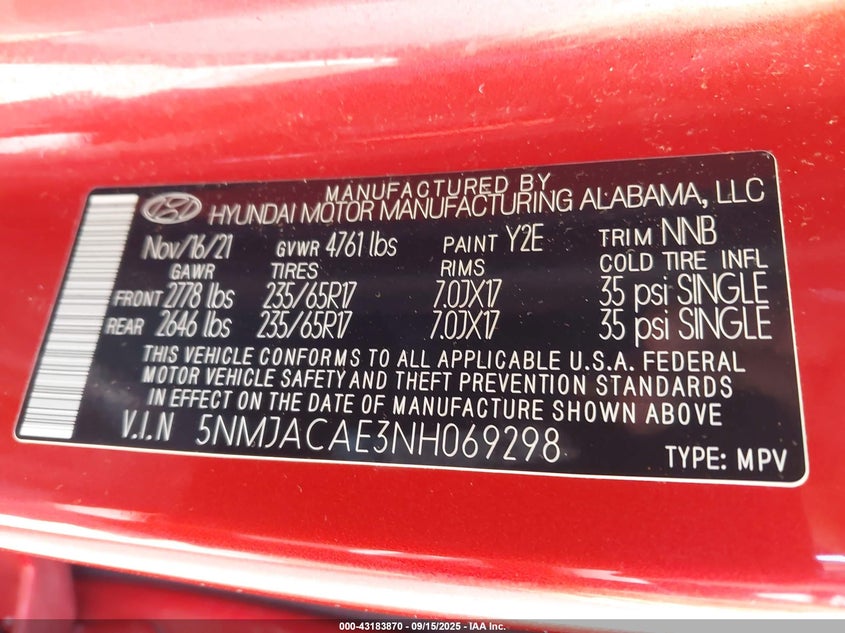 MANUFACTURED BY
HYUNDAI MOTOR MANUFACTURING ALABAMA, LLC
Nov/16/21 GVWR 4761 lbs PAINT Y2E TRIM NNB
GAWR TIRES RIMS COLD TIRE INFL
FRONT 2778 lbs 235/65R17 7.0JX17 35 psi SINGLE
REAR 2646 lbs 235/65R17 7.0JX17 35 psi SINGLE
THIS VEHICLE CONFORMS TO ALL APPLICABLE U.S.A. FEDERAL
MOTOR VEHICLE SAFETY AND THEFT PREVENTION STANDARDS
IN EFFECT ON THE DATE OF MANUFACTURE SHOWN ABOVE
V.I.N 5NMJACAE3NH069298 TYPE: MPV
000-43183870 - 09/15/2025 - IAA Inc.